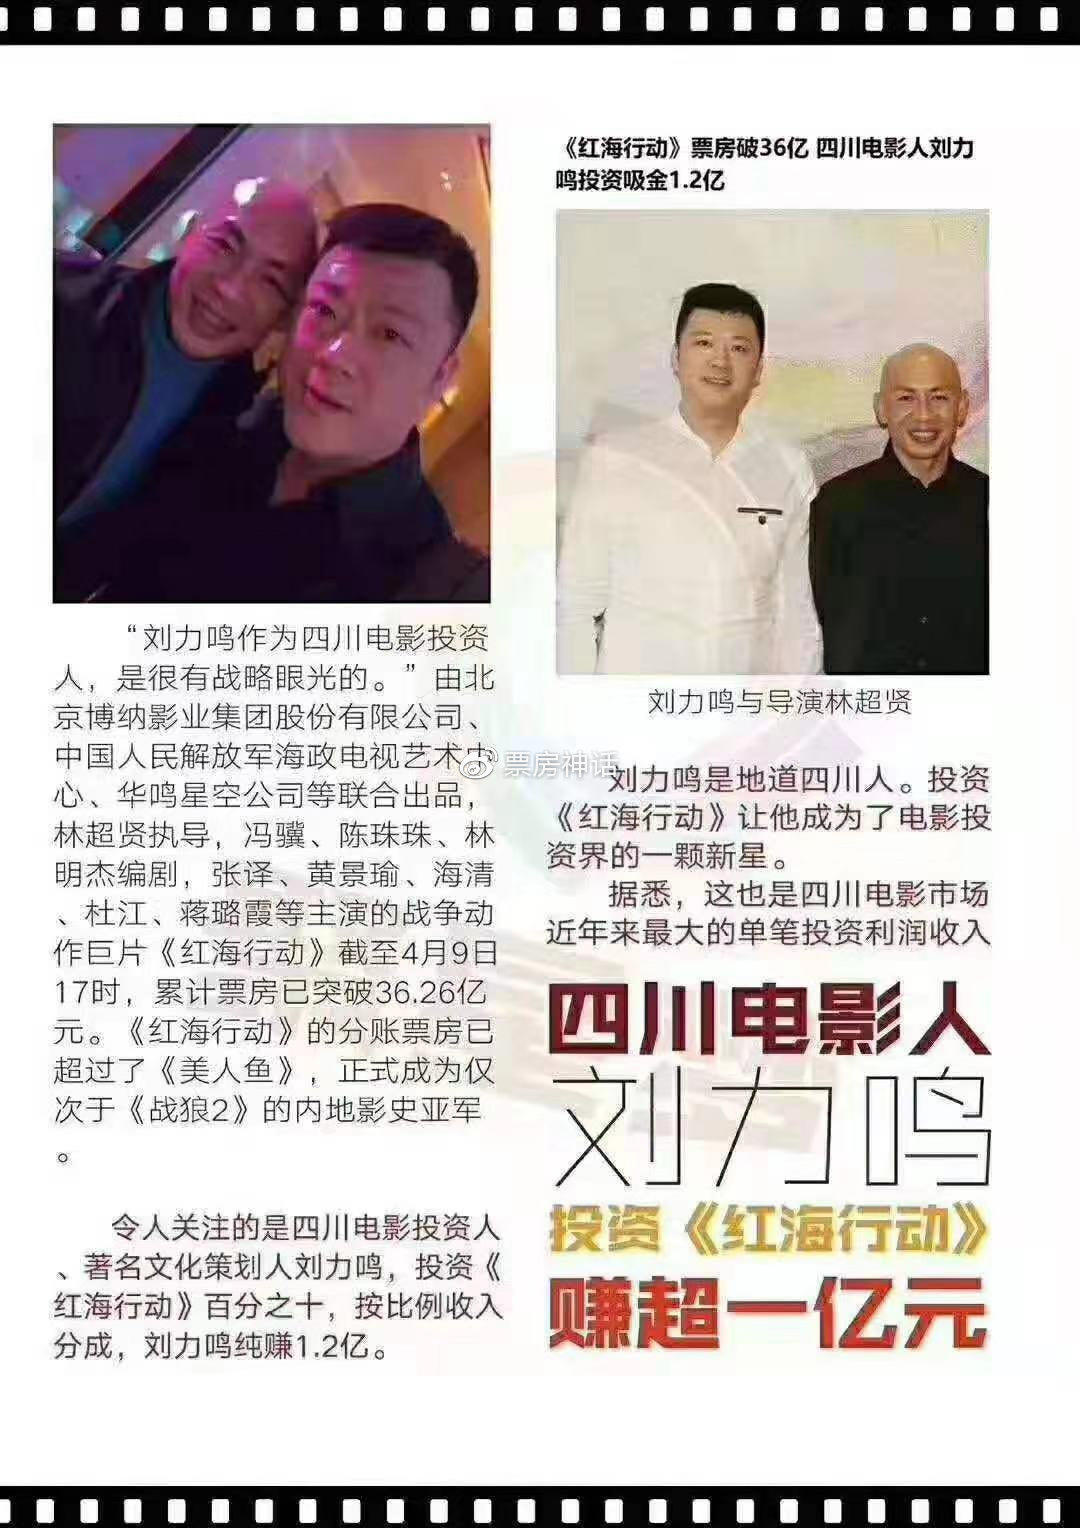 “刘力鸣作为四川电影投资
人，是很有战略眼光的。”由北
京博纳影业集团股份有限公司、
中国人民解放军海政电视艺术中
心、华鸣星空公司等联合出品，
林超贤执导，冯骥、陈珠珠、林
明杰编剧，张译、黄景瑜、海清
、杜江、蒋璐霞等主演的战争动
作巨片《红海行动》截至4月9日
17时，累计票房已突破36.26亿
元。《红海行动》的分账票房已
超过了《美人鱼》，正式成为仅
次于《战狼2》的内地影史亚军
。
令人关注的是四川电影投资人
、著名文化策划人刘力鸣，投资《
红海行动》百分之十，按比例收入
分成，刘力鸣纯赚1.2亿。
《红海行动》票房破36亿 四川电影人刘力
鸣投资吸金1.2亿
刘力鸣与导演林超贤
票房神话
刘力鸣是地道四川人。投资
《红海行动》让他成为了电影投
资界的一颗新星。
据悉，这也是四川电影市场
近年来最大的单笔投资利润收入
四川电影人
刘力鸣
投资《红海行动》
赚超一亿元